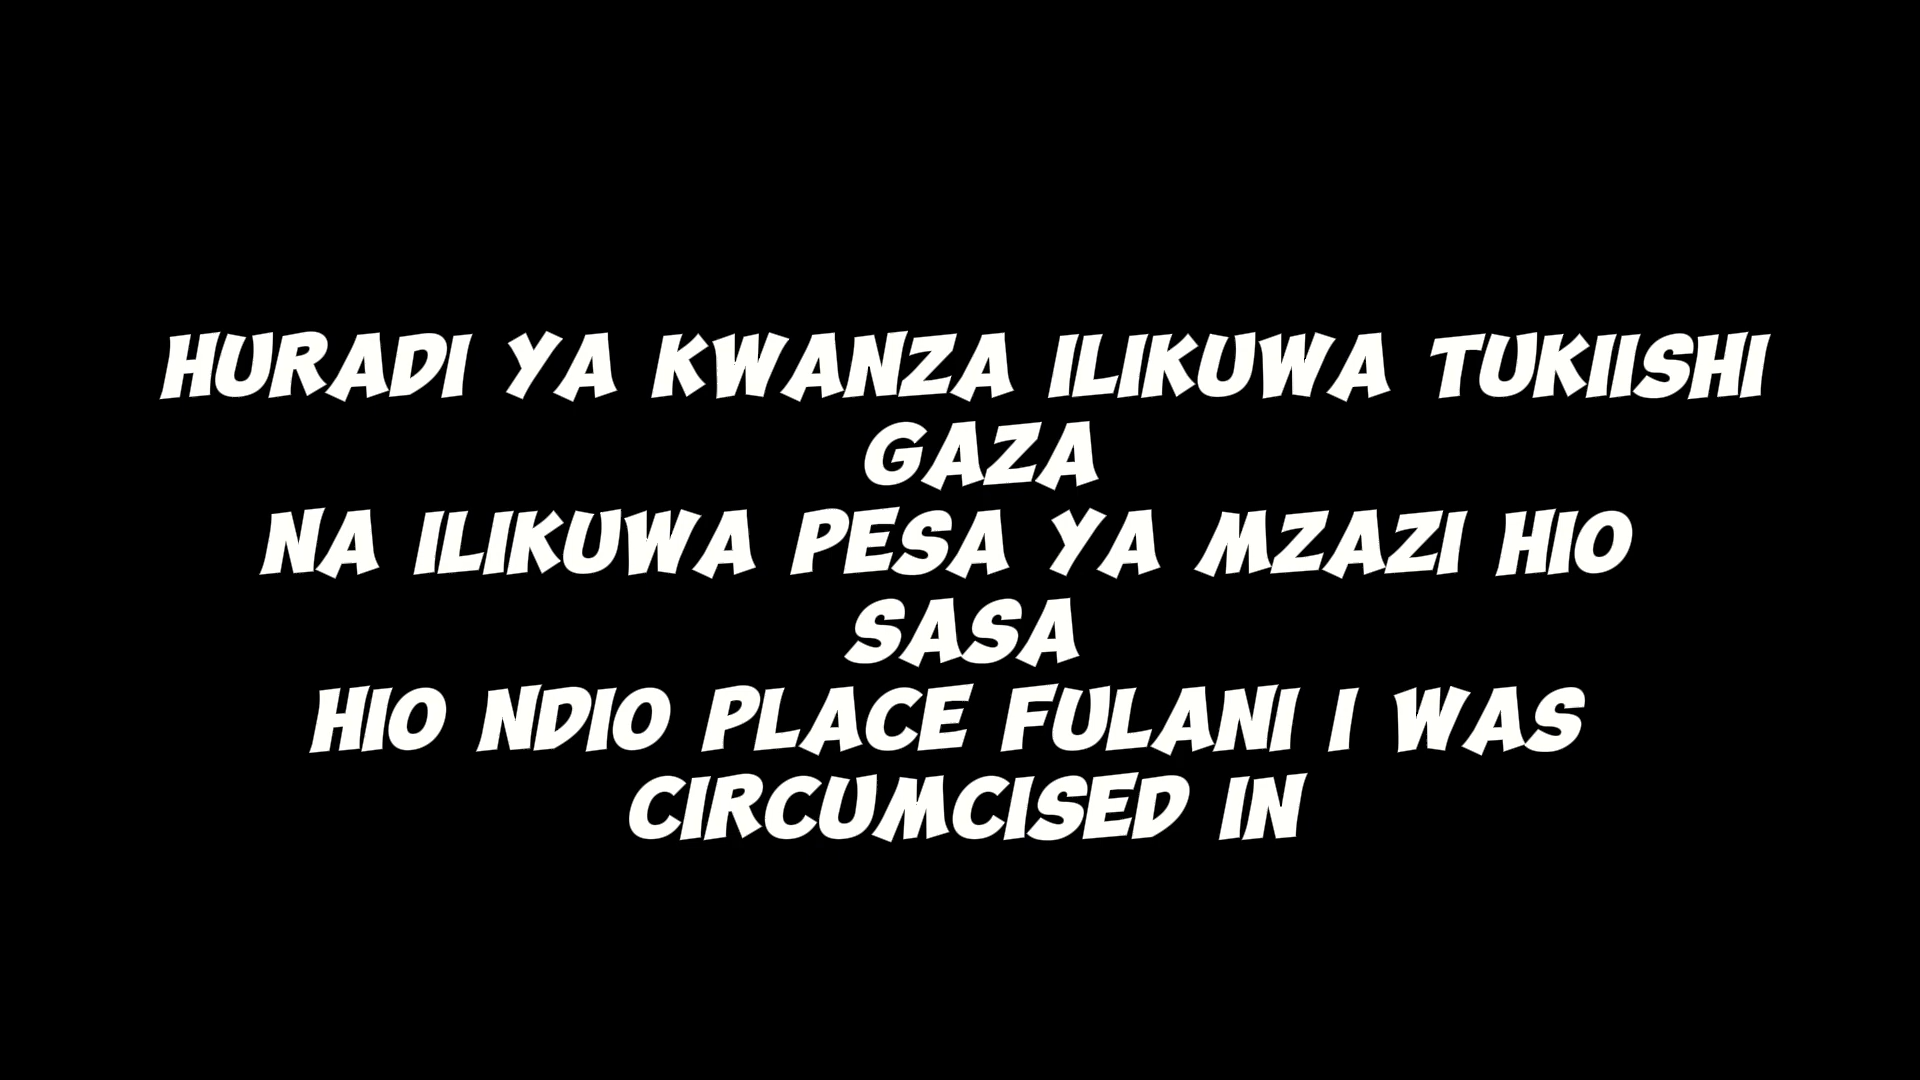 HURADI YA KWANZA ILIKUWA TUKIISHI
GAZA
NA ILIKUWA PESA YA MZAZI HIO
SASA
HIO NDIO PLACE FULANI I WAS
CIRCUMCISED IN